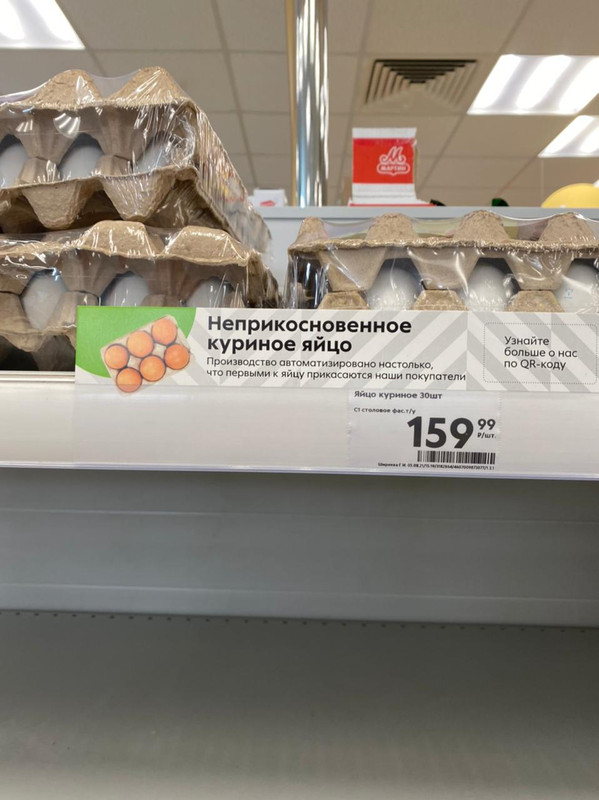 М
МАРТИН
Неприкосновенное
куриное яйцо
Производство автоматизировано настолько,
что первыми к яйцу прикасаются наши покупатели
Узнайте
больше о нас
по QR-коду
Яйцо куриное 30шт
С1 столовое фас.т/у
159 99
₽/шт.